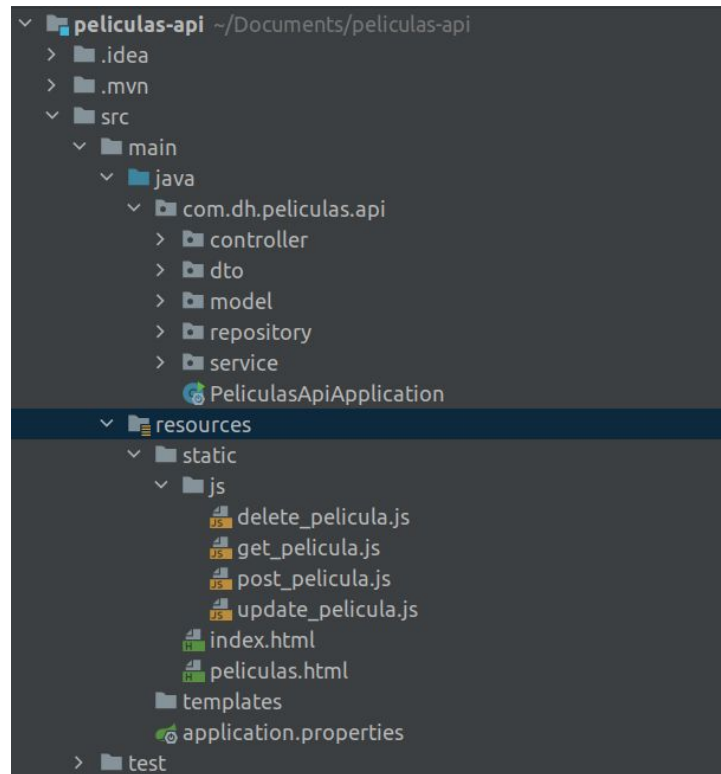 peliculas-api ~/Documents/peliculas-api
.idea
.mvn
src
main
java
com.dh.peliculas.api
controller
dto
model
repository
service
PeliculasApiApplication
resources
static
js
delete_pelicula.js
get_pelicula.js
post_pelicula.js
update_pelicula.js
index.html
peliculas.html
templates
application.properties
test